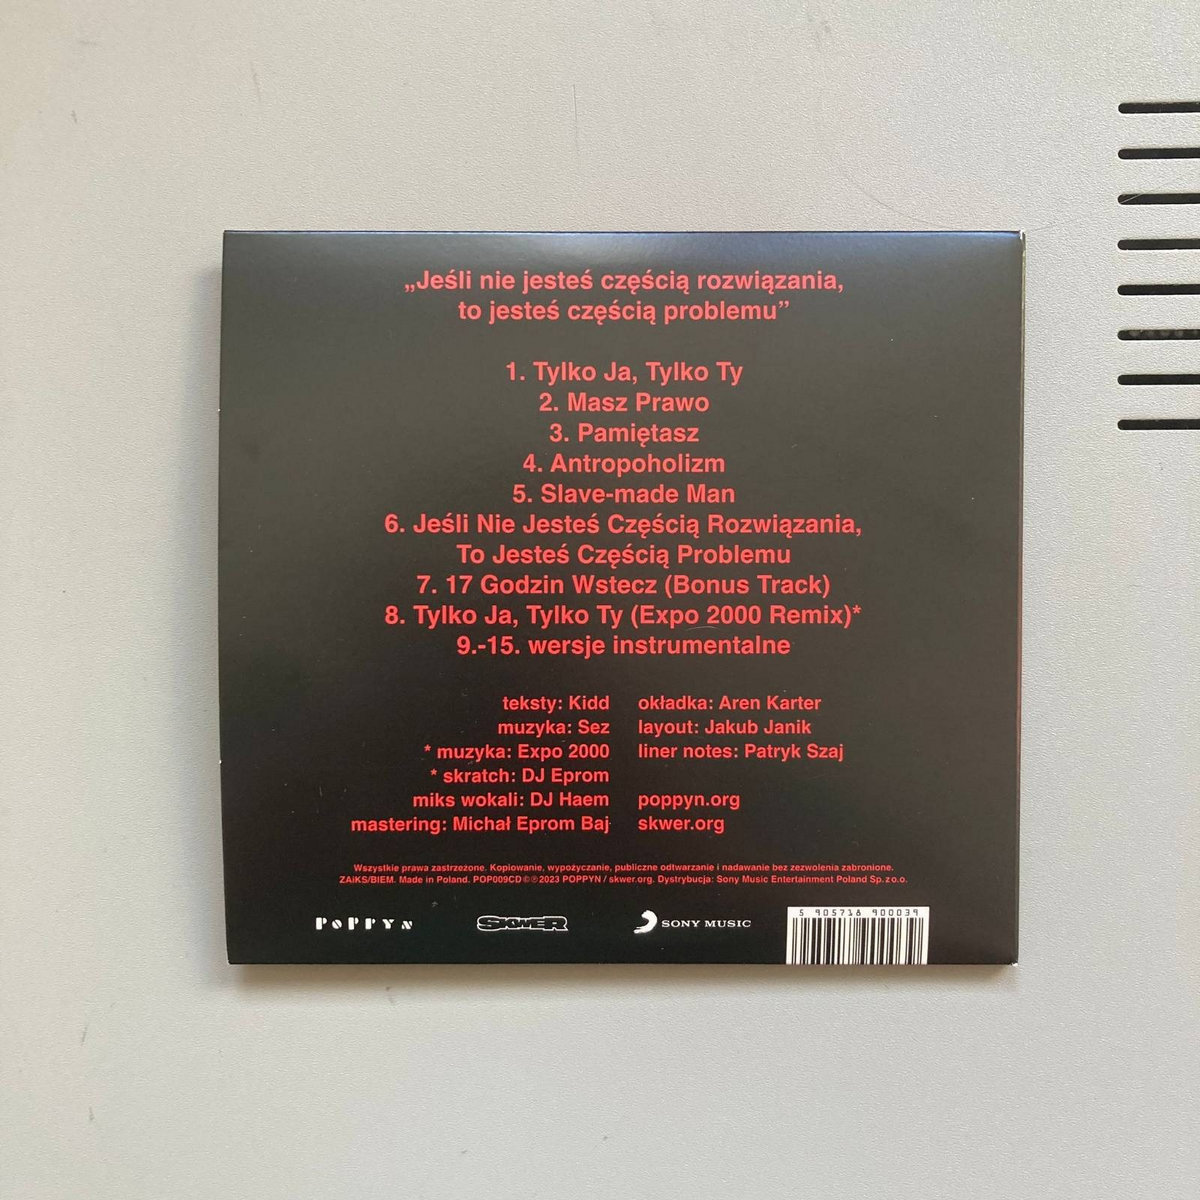 „Jeśli nie jesteś częścią rozwiązania,
to jesteś częścią problemu”
1. Tylko Ja, Tylko Ty
2. Masz Prawo
3. Pamiętasz
4. Antropoholizm
5. Slave-made Man
6. Jeśli Nie Jesteś Częścią Rozwiązania,
To Jesteś Częścią Problemu
7. 17 Godzin Wstecz (Bonus Track)
8. Tylko Ja, Tylko Ty (Expo 2000 Remix)*
9.-15. wersje instrumentalne
teksty: Kidd
muzyka: Sez
* muzyka: Expo 2000
* skratch: DJ Eprom
miks wokali: DJ Haem
mastering: Michał Eprom Baj
okładka: Aren Karter
layout: Jakub Janik
liner notes: Patryk Szaj
poppyn.org
skwer.org
Wszystkie prawa zastrzeżone. Kopiowanie, wypożyczanie, publiczne odtwarzanie i nadawanie bez zezwolenia zabronione.
ZAiKS/BIEM. Made in Poland. POP009CD©℗2023 POPPYN / skwer.org. Dystrybucja: Sony Music Entertainment Poland Sp. z o.o.
POPPYN
SKWER
SONY MUSIC
5 905718 900039